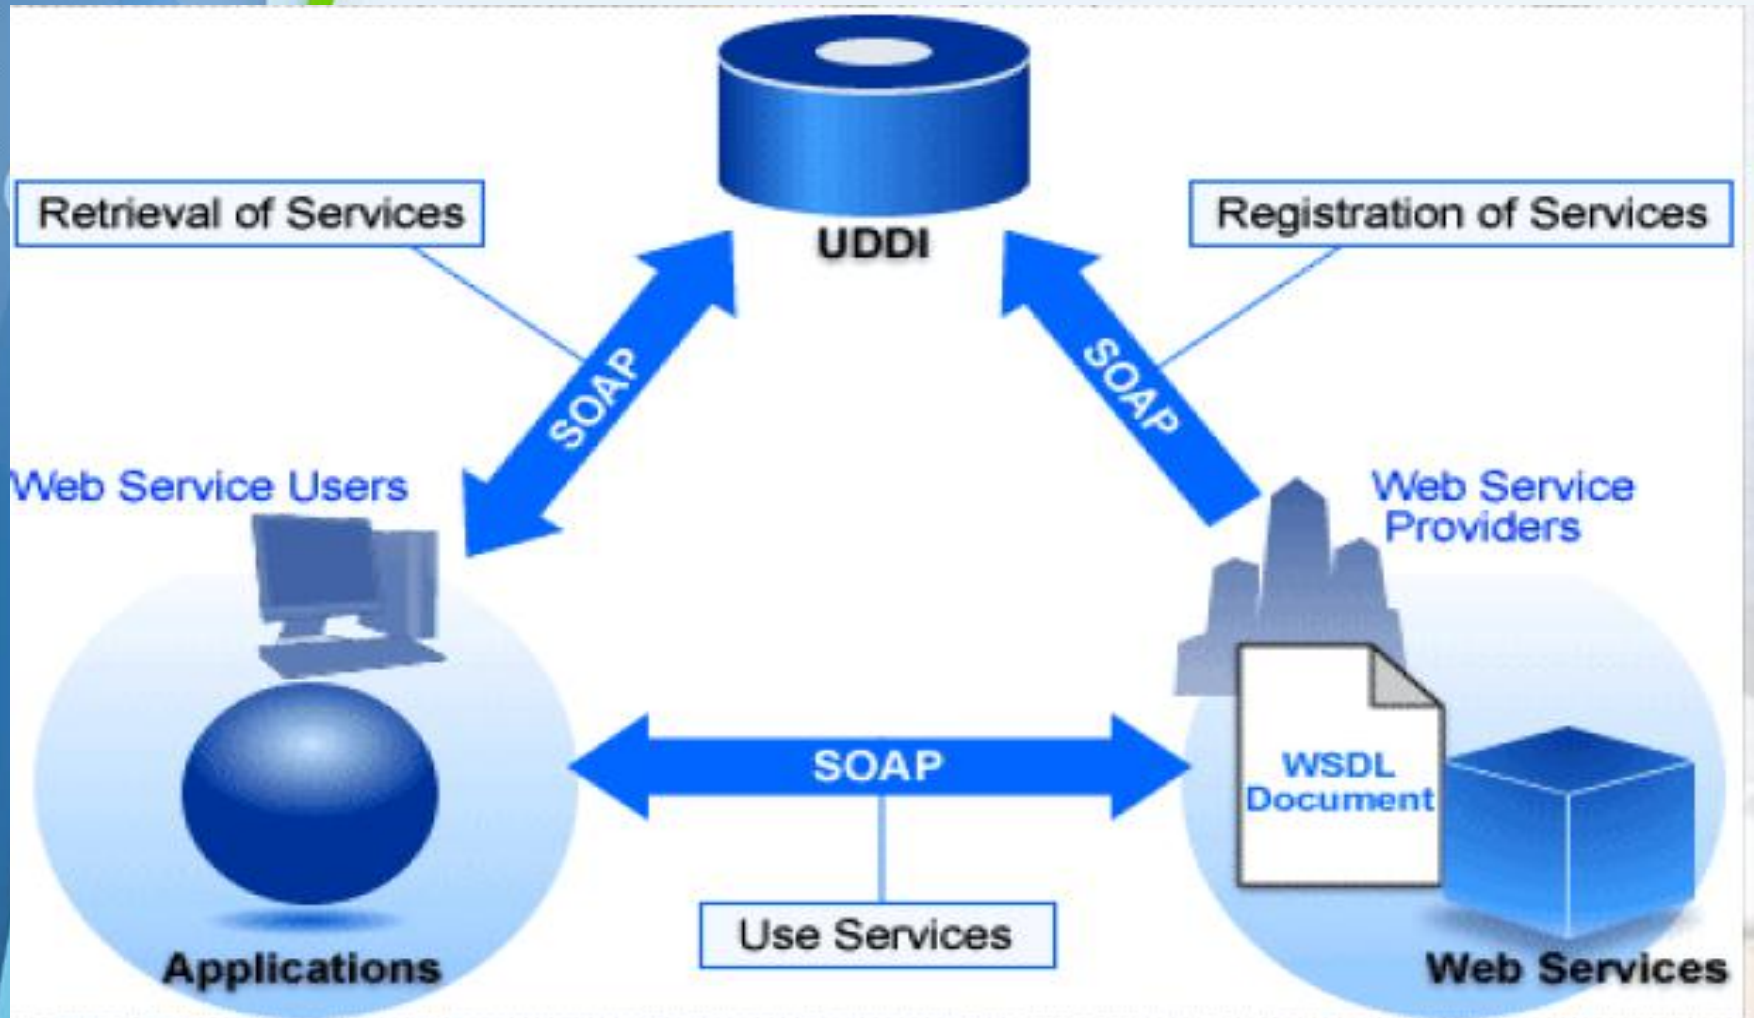 UDDI
Retrieval of Services
Registration of Services
SOAP
SOAP
Web Service Users
Web Service
Providers
SOAP
WSDL
Document
Use Services
Applications
Web Services